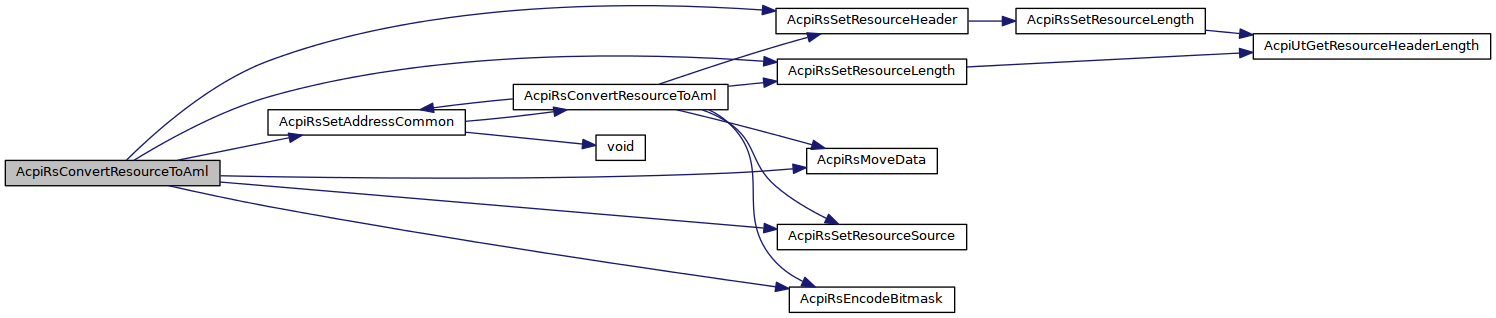 AcpiRsSetResourceHeader
AcpiRsSetResourceLength
AcpiUtGetResourceHeaderLength
AcpiRsSetResourceLength
AcpiRsConvertResourceToAml
AcpiRsSetAddressCommon
void
AcpiRsMoveData
AcpiRsConvertResourceToAml
AcpiRsSetResourceSource
AcpiRsEncodeBitmask